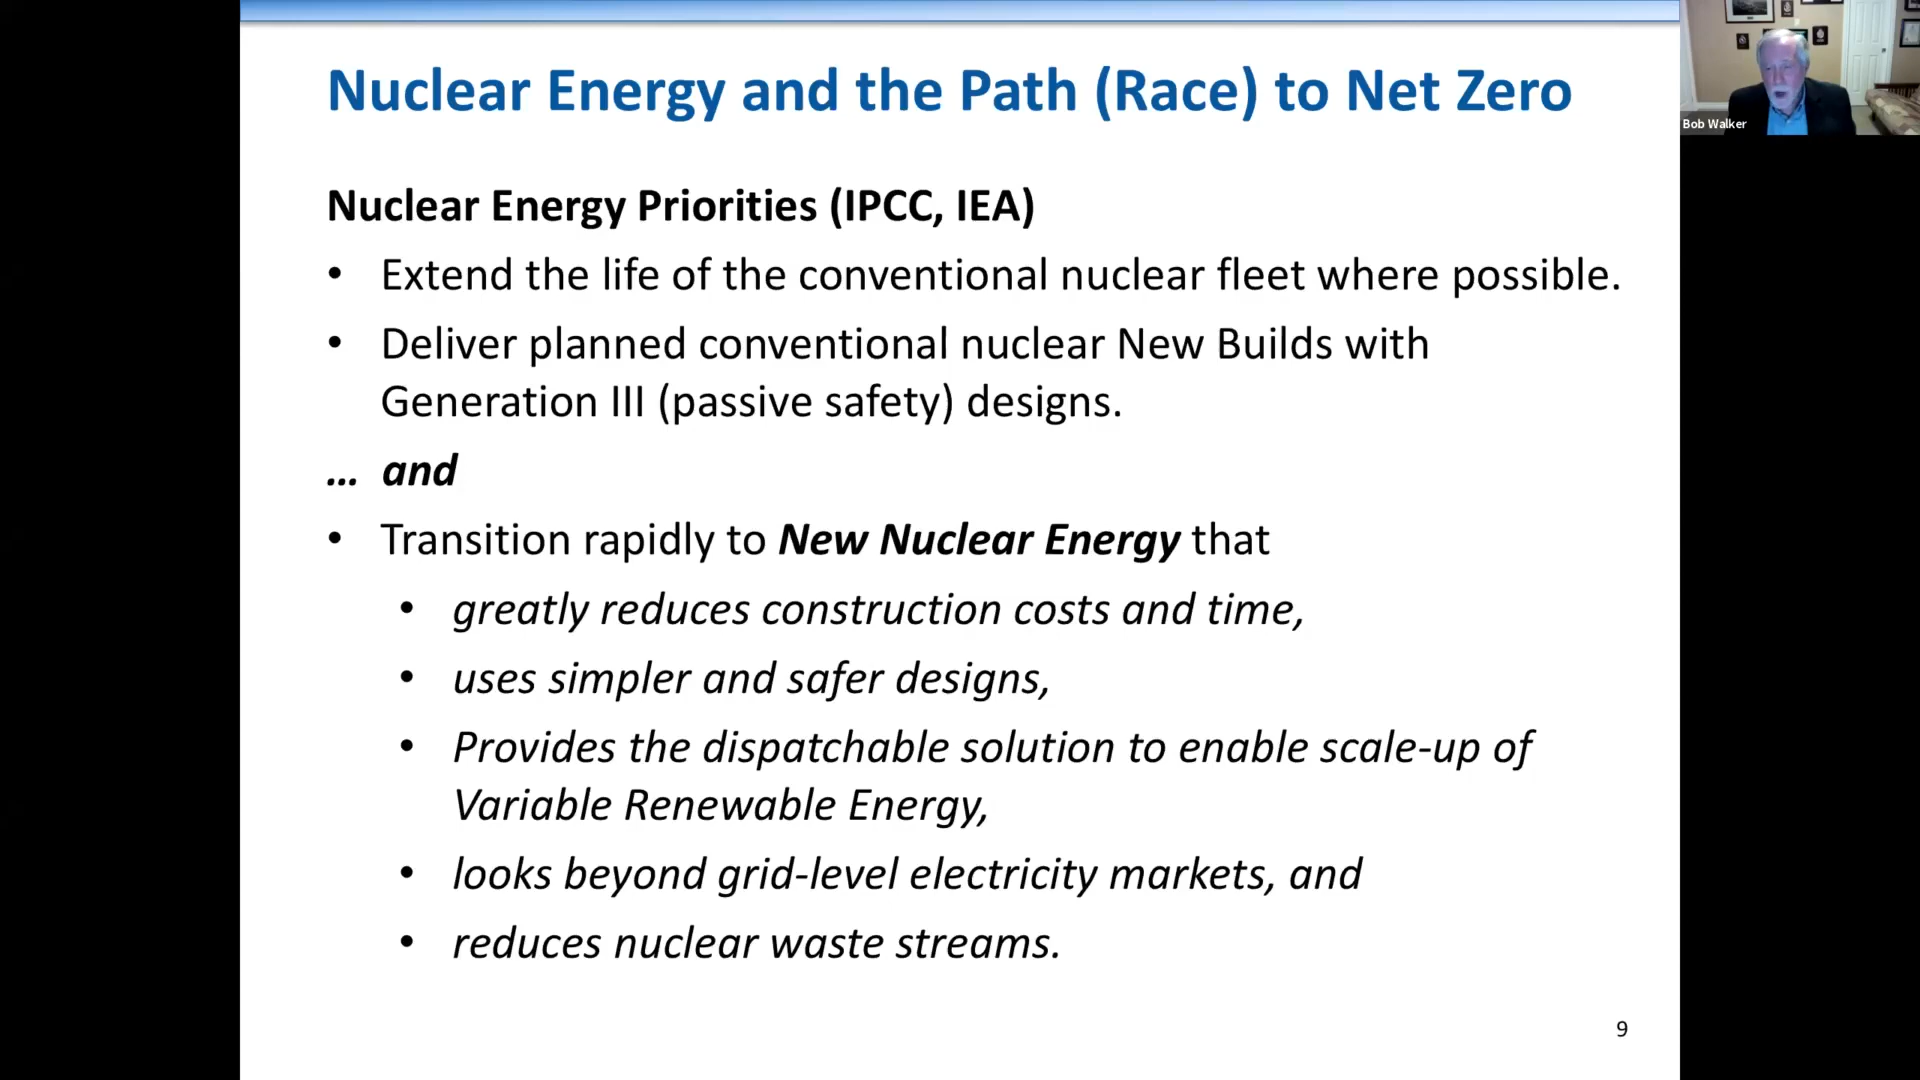 Nuclear Energy and the Path (Race) to Net Zero
Bob Walker
Nuclear Energy Priorities (IPCC, IEA)
• Extend the life of the conventional nuclear fleet where possible.
• Deliver planned conventional nuclear New Builds with
Generation III (passive safety) designs.
... and
• Transition rapidly to New Nuclear Energy that
• greatly reduces construction costs and time,
• uses simpler and safer designs,
• Provides the dispatchable solution to enable scale-up of
Variable Renewable Energy,
• looks beyond grid-level electricity markets, and
• reduces nuclear waste streams.
9